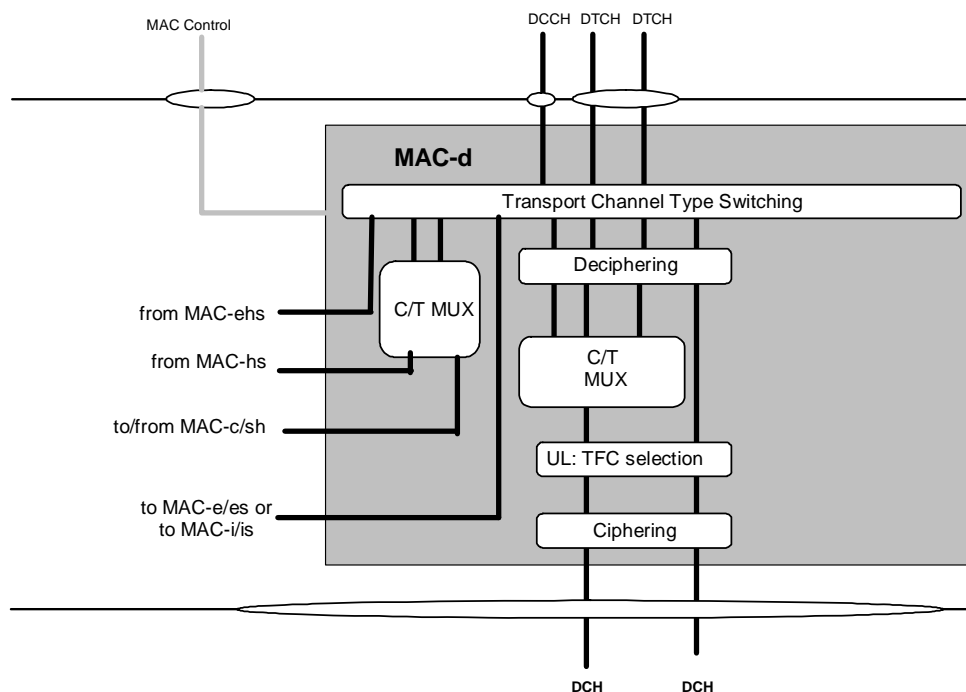 MAC Control
DCCH DTCH DTCH
MAC-d
Transport Channel Type Switching
Deciphering
from MAC-ehs
C/T MUX
from MAC-hs
C/T
MUX
to/from MAC-c/sh
UL: TFC selection
to MAC-e/es or
to MAC-i/is
Ciphering
DCH DCH